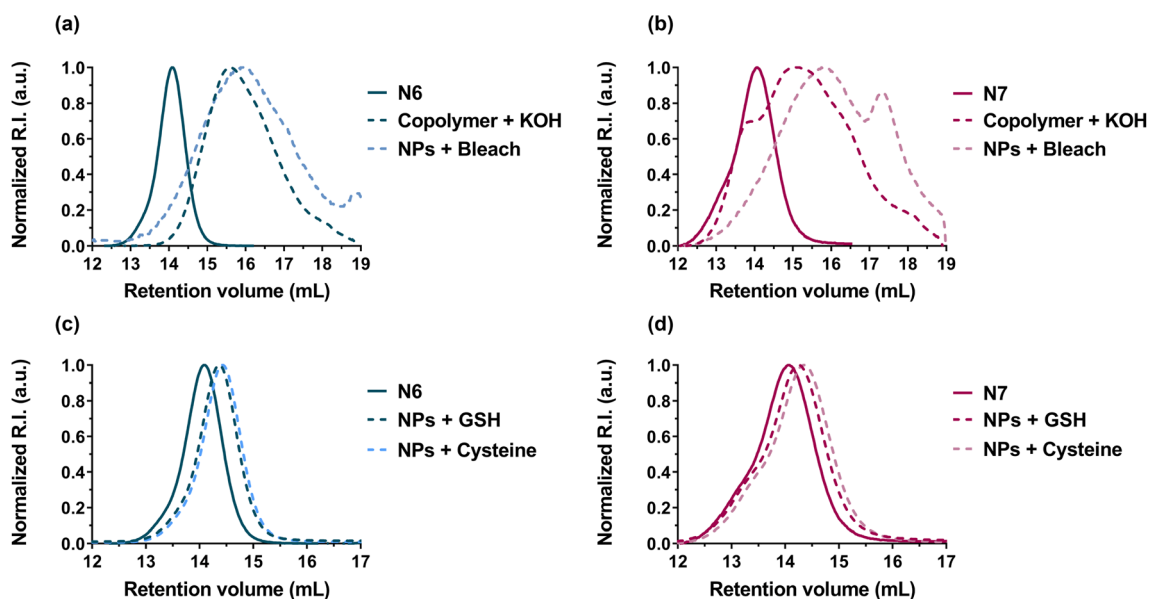 (a)
Normalized R.I. (a.u.)
1.0
0.8
0.6
0.4
0.2
0.0
12 13 14 15 16 17 18 19
Retention volume (mL)
N6
Copolymer + KOH
NPs + Bleach
(b)
Normalized R.I. (a.u.)
1.0
0.8
0.6
0.4
0.2
0.0
12 13 14 15 16 17 18 19
Retention volume (mL)
N7
Copolymer + KOH
NPs + Bleach
(c)
Normalized R.I. (a.u.)
1.0
0.8
0.6
0.4
0.2
0.0
12 13 14 15 16 17
Retention volume (mL)
N6
NPs + GSH
NPs + Cysteine
(d)
Normalized R.I. (a.u.)
1.0
0.8
0.6
0.4
0.2
0.0
12 13 14 15 16 17
Retention volume (mL)
N7
NPs + GSH
NPs + Cysteine